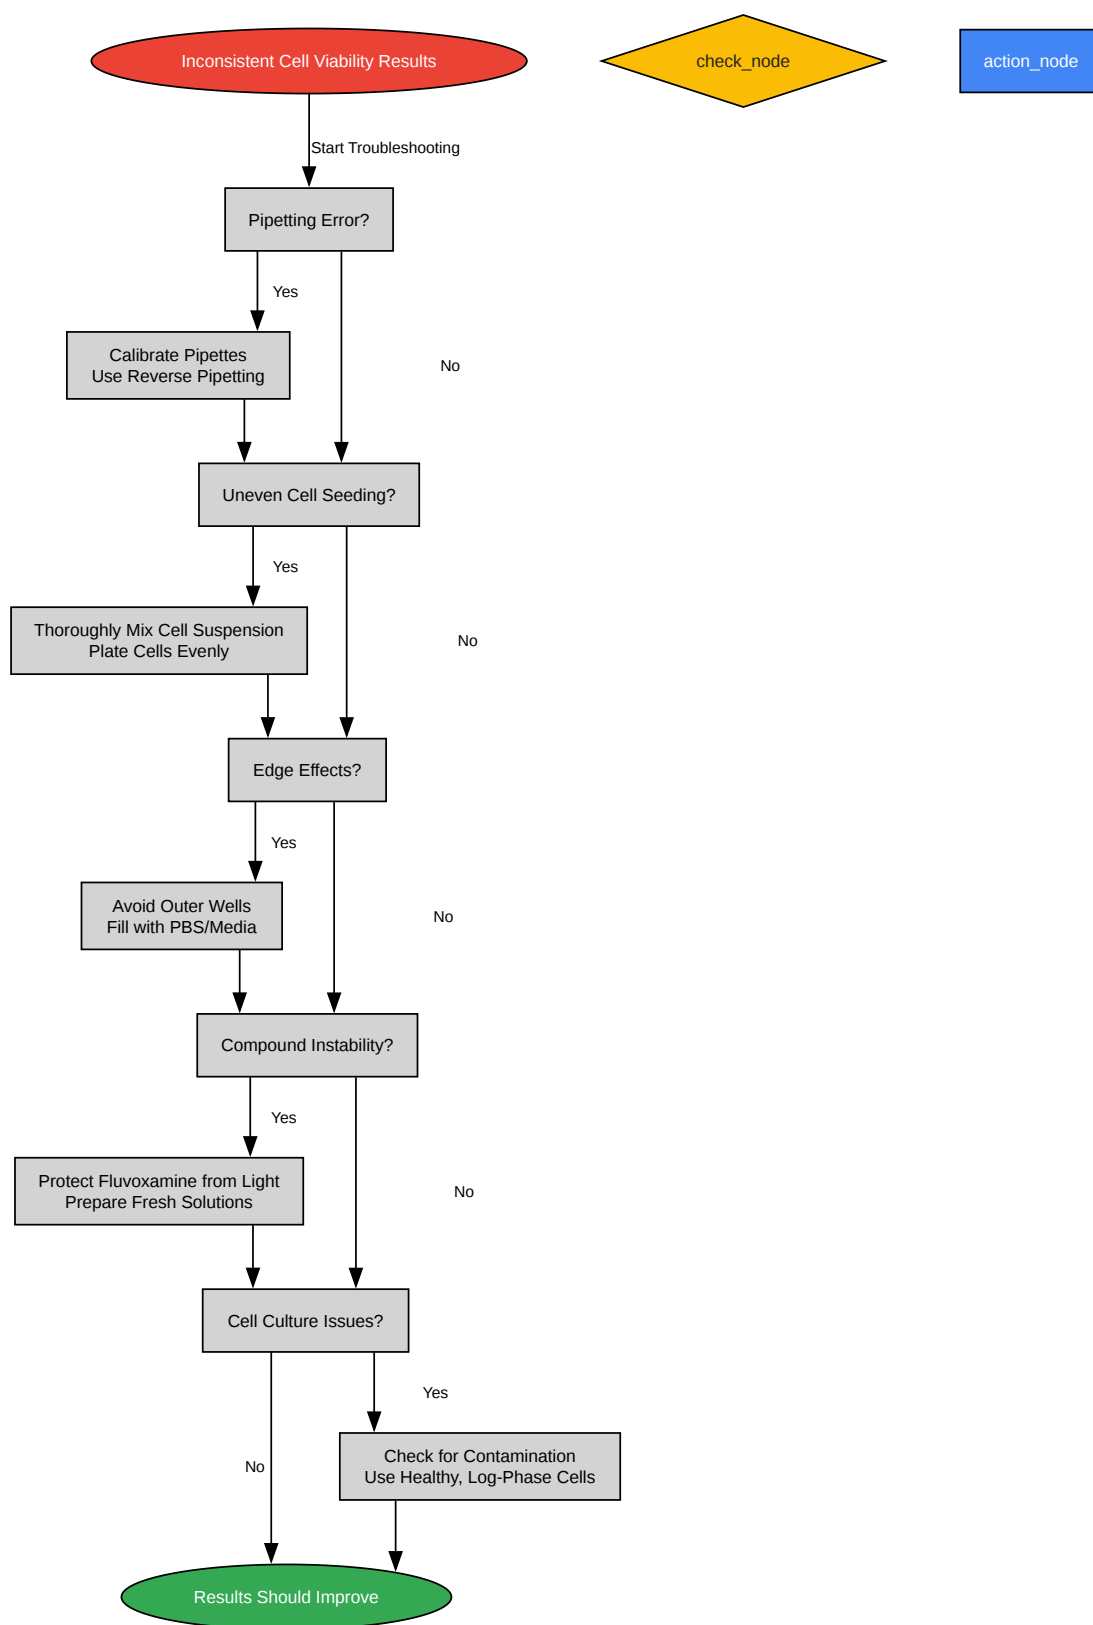 Inconsistent Cell Viability Results
check_node
action_node
Start Troubleshooting
Pipetting Error?
Yes
Calibrate Pipettes
Use Reverse Pipetting
No
Uneven Cell Seeding?
Yes
Thoroughly Mix Cell Suspension
Plate Cells Evenly
No
Edge Effects?
Yes
Avoid Outer Wells
Fill with PBS/Media
No
Compound Instability?
Yes
Protect Fluvoxamine from Light
Prepare Fresh Solutions
No
Cell Culture Issues?
Yes
Check for Contamination
Use Healthy, Log-Phase Cells
No
Results Should Improve